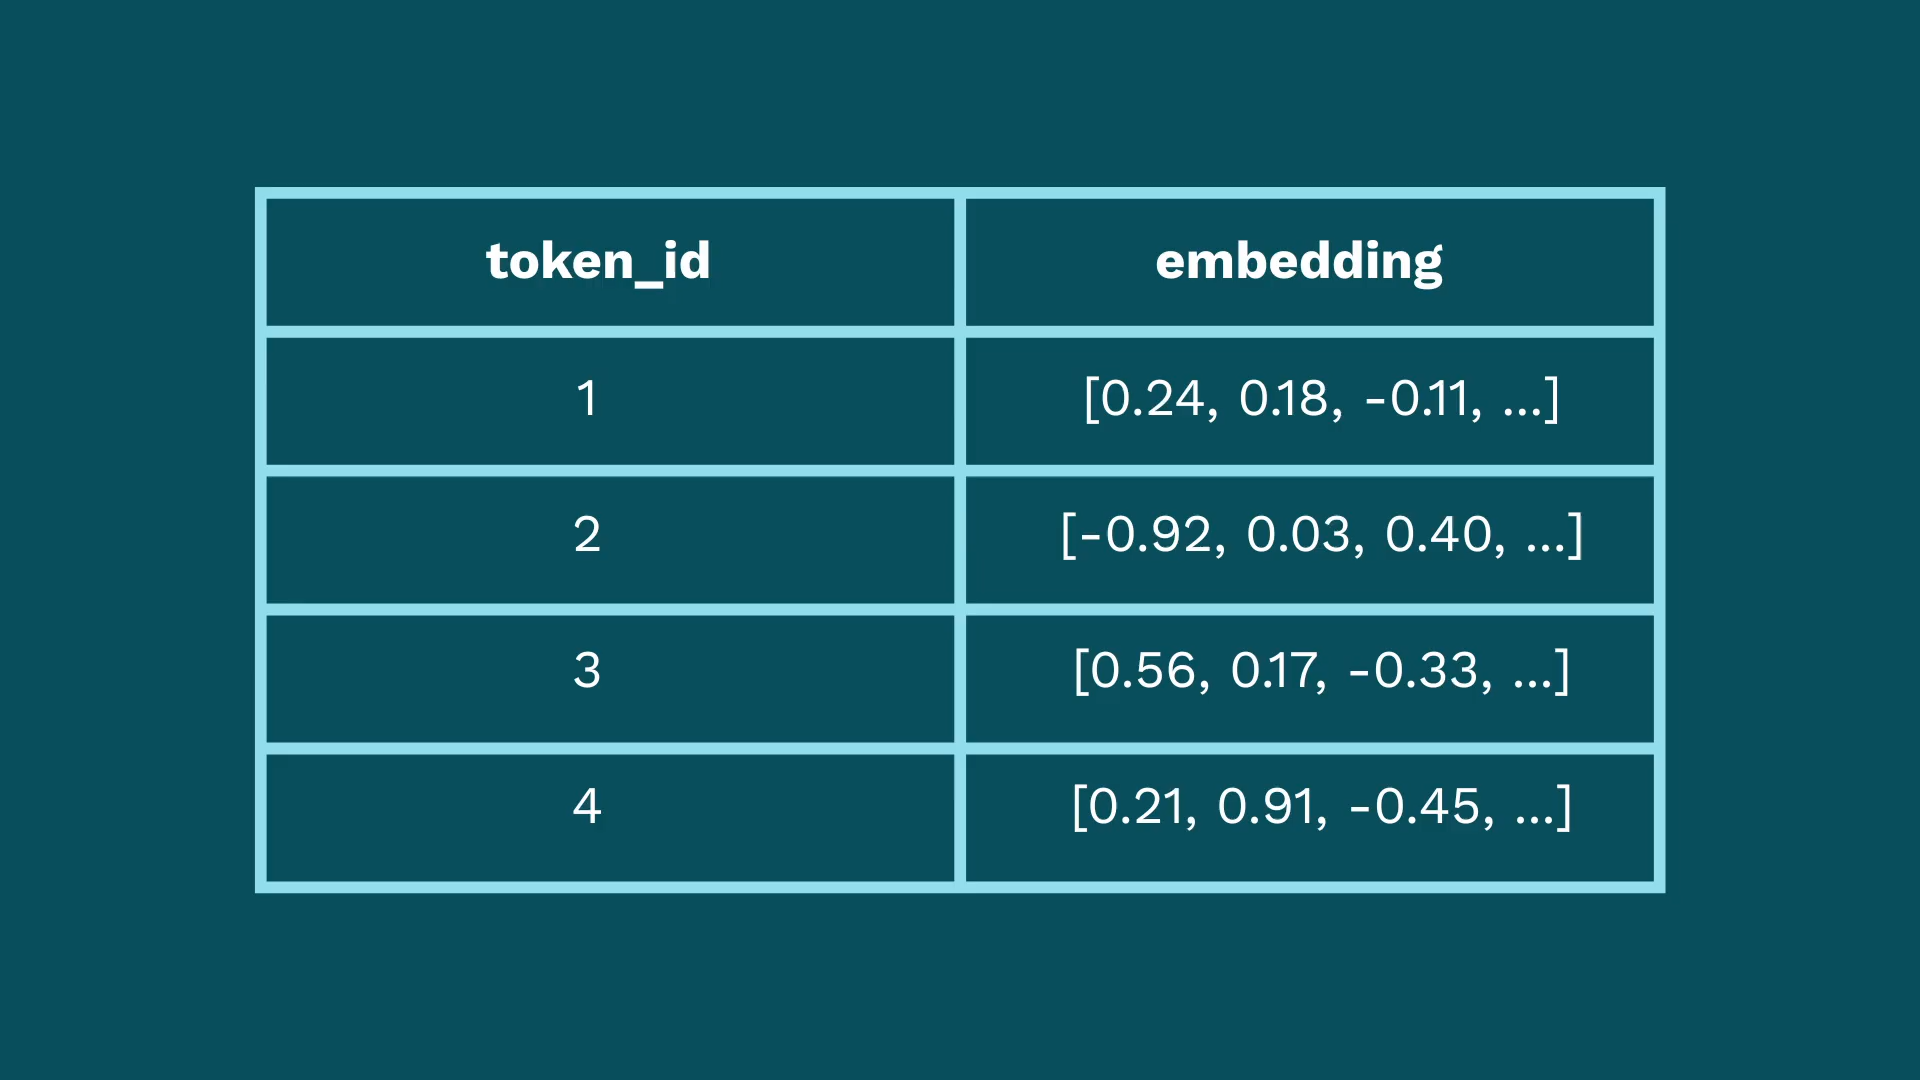 token_id embedding
1 [0.24, 0.18, -0.11, ...]
2 [-0.92, 0.03, 0.40, ...]
3 [0.56, 0.17, -0.33, ...]
4 [0.21, 0.91, -0.45, ...]